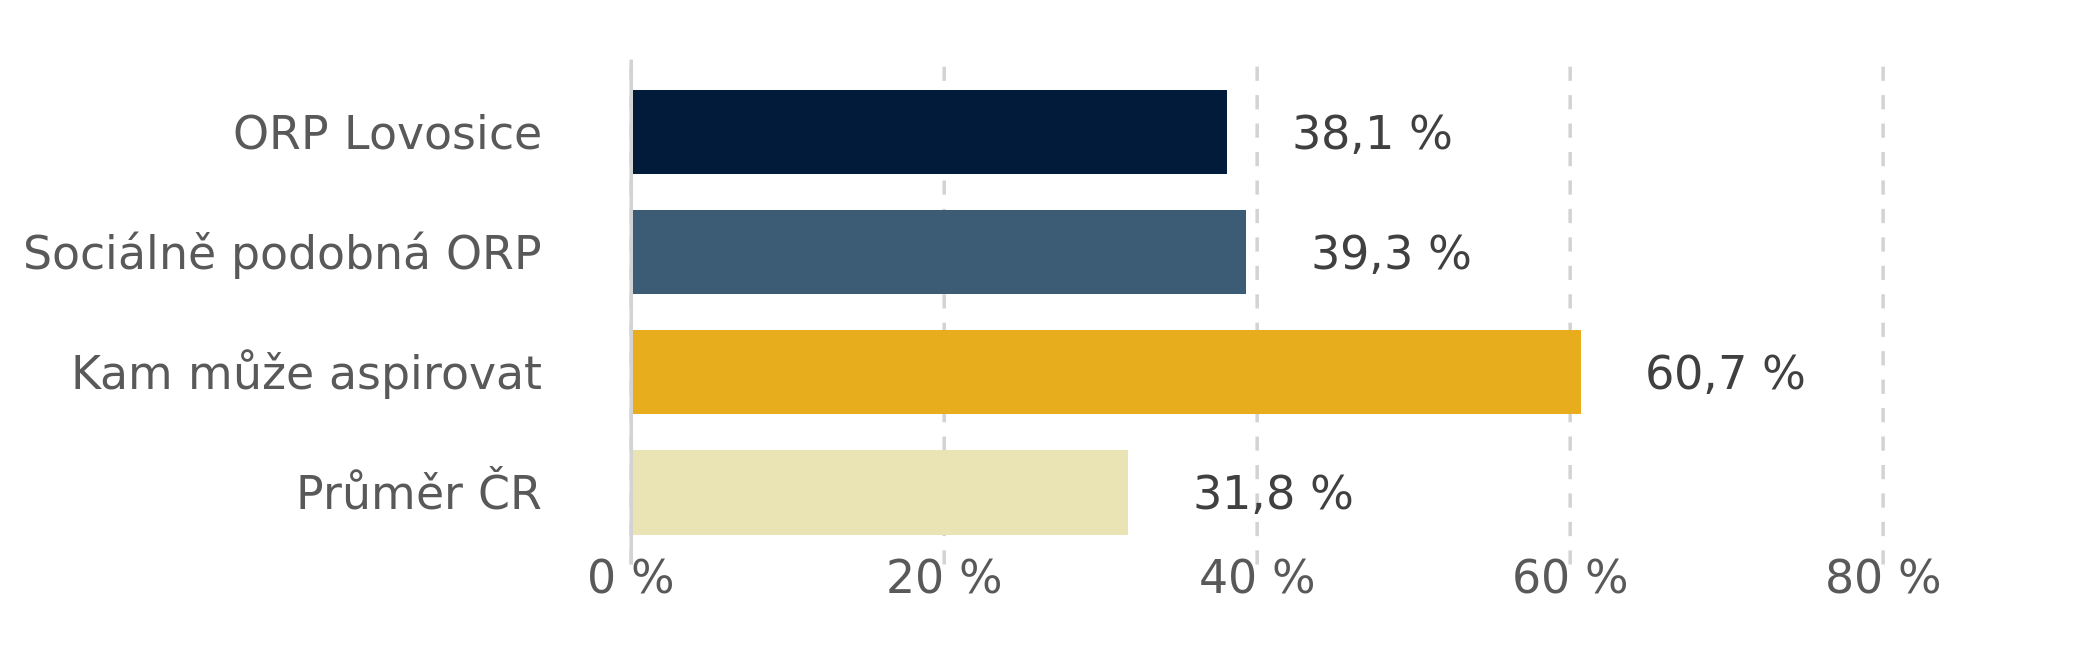 ORP Lovosice 38,1 %
Sociálně podobná ORP 39,3 %
Kam může aspirovat 60,7 %
Průměr ČR 31,8 %
0 % 20 % 40 % 60 % 80 %